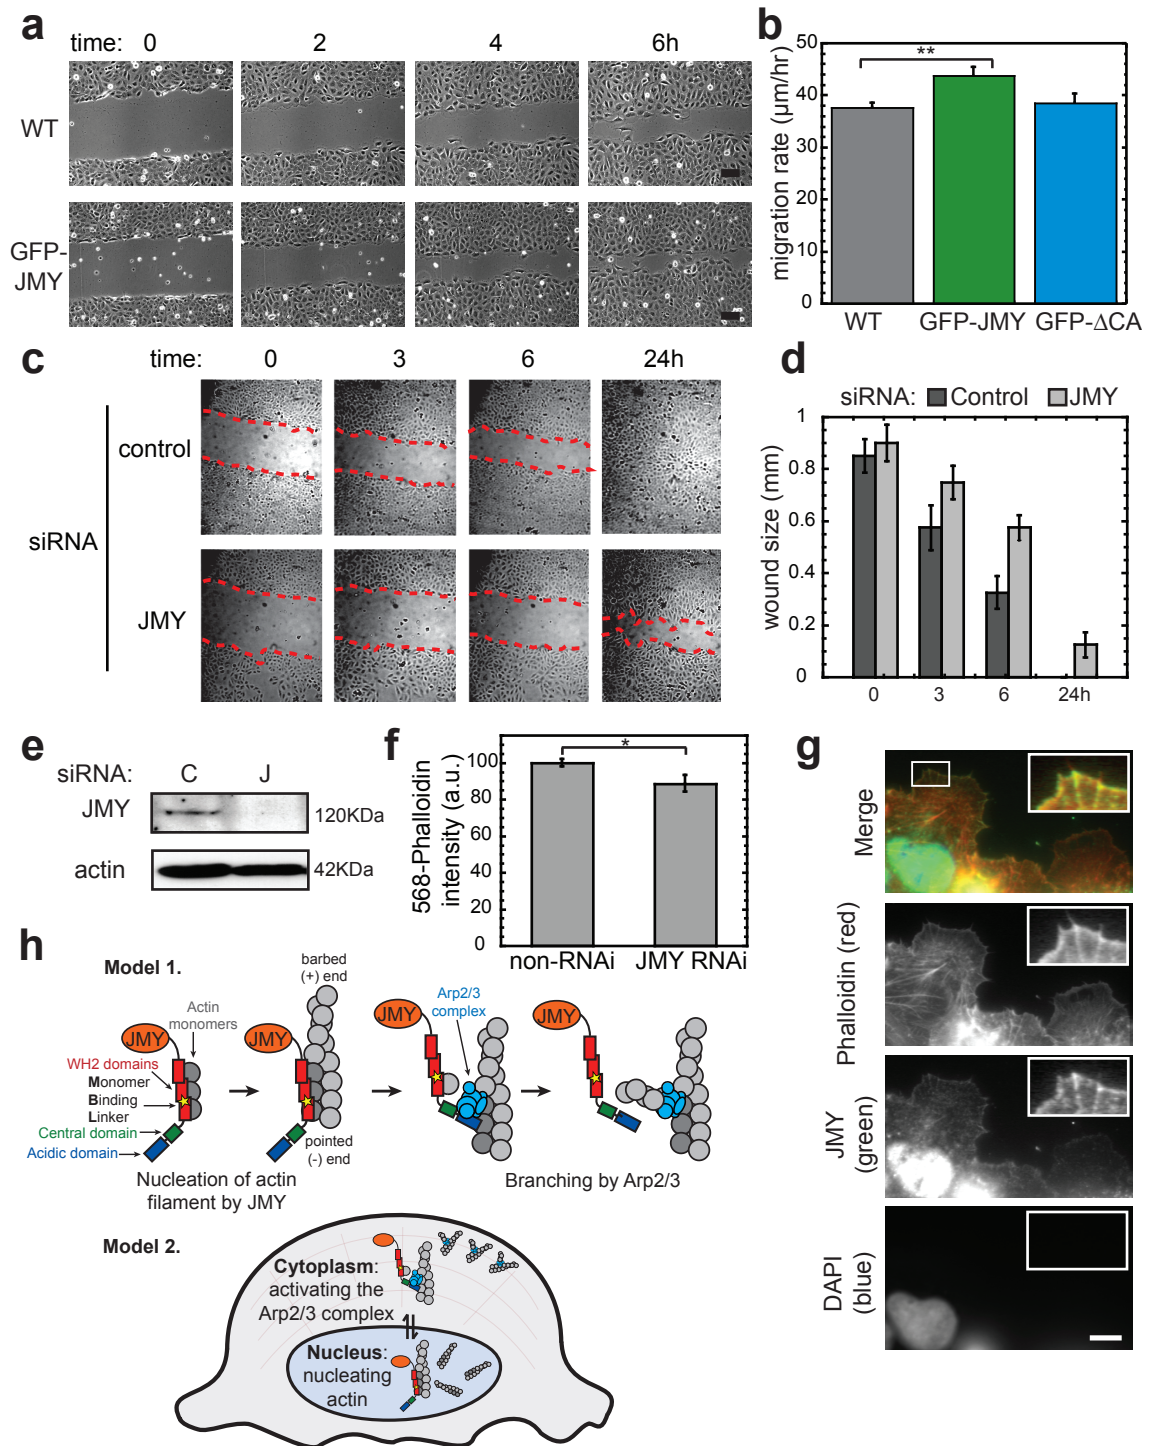 a
time: 0 2 4 6h
WT
GFP-
JMY
b
migration rate (μm/hr)
50
40
30
20
10
0
**
WT GFP-JMY GFP-ΔCA
c
time: 0 3 6 24h
siRNA
control
JMY
d
siRNA: Control JMY
wound size (mm)
1
0.8
0.6
0.4
0.2
0
0 3 6 24h
e
siRNA: C J
JMY 120KDa
actin 42KDa
f
568-Phalloidin
intensity (a.u.)
100
80
60
40
20
0
*
non-RNAi JMY RNAi
g
Merge
Phalloidin (red)
JMY
(green)
DAPI
(blue)
h
Model 1.
JMY
Actin
monomers
WH2 domains
Monomer
Binding
Linker
Central domain
Acidic domain
JMY
barbed
(+) end
pointed
(-) end
Nucleation of actin
filament by JMY
JMY
Arp2/3
complex
JMY
Branching by Arp2/3
Model 2.
Cytoplasm:
activating the
Arp2/3 complex
Nucleus:
nucleating
actin